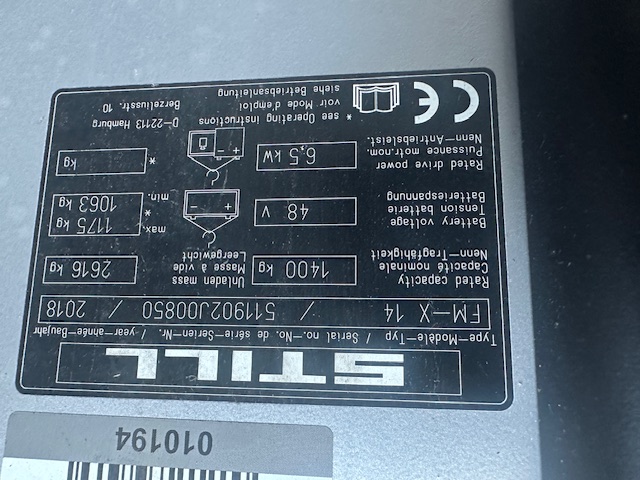 010194
STILL
Type-Modèle-Typ / Serial no.-No. de série-Serien-Nr. / year-année-Baujahr
FM-X 14 / 511902J00850 / 2018
Rated capacity
Capacité nominale
Nenn-Tragfähigkeit
1400 kg
Unladen mass
Masse à vide
Leergewicht
2616 kg
Battery voltage
Tension batterie
Batteriespannung
48 V
max. 1175 kg
min. 1063 kg
*
Rated drive power
Puissance motr.nom.
Nenn-Antriebsleist.
6,5 kW
* kg
CE
* see Operating instructions
voir Mode d'emploi
siehe Betriebsanleitung
D-22113 Hamburg
Berzeliusstr. 10